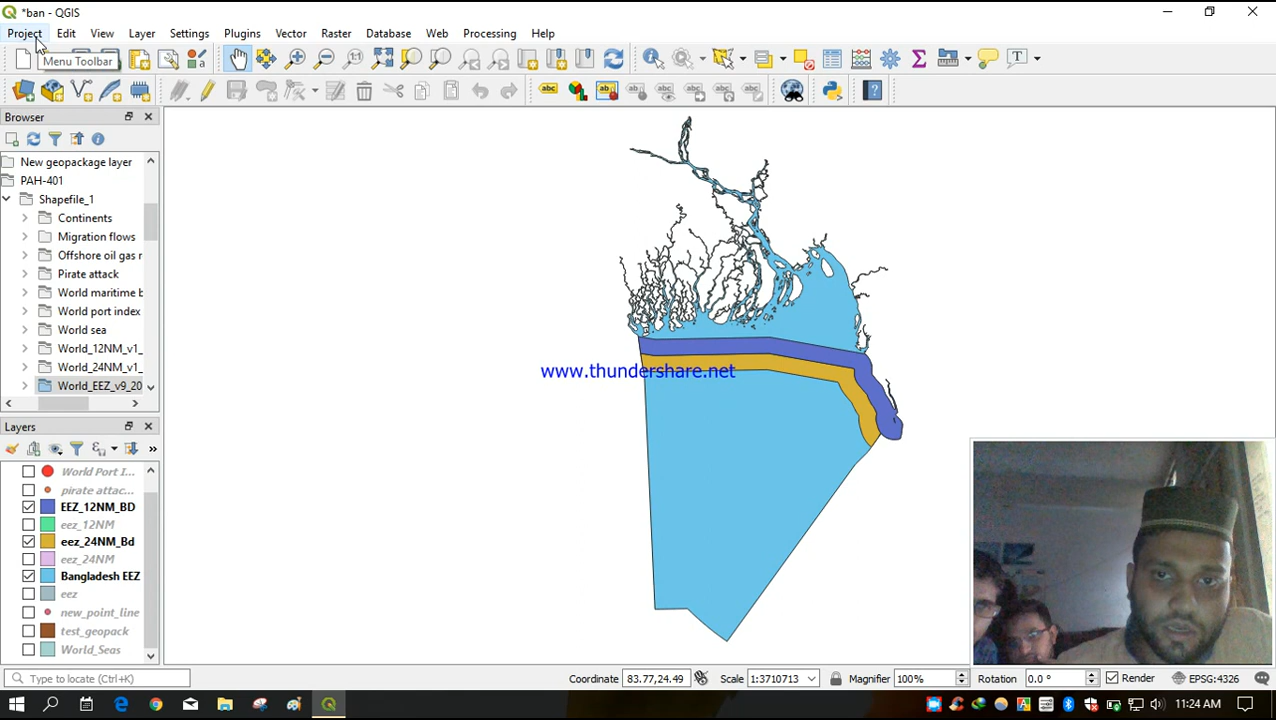 *ban - QGIS
Project Edit View Layer Settings Plugins Vector Raster Database Web Processing Help
Menu Toolbar
Browser
New geopackage layer
PAH-401
Shapefile_1
Continents
Migration flows
Offshore oil gas r
Pirate attack
World maritime b
World port index
World sea
World_12NM_v1_
World_24NM_v1_
World_EEZ_v9_20
Layers
World Port I...
pirate attac...
EEZ_12NM_BD
eez_12NM
eez_24NM_Bd
eez_24NM
Bangladesh EEZ
eez
new_point_line
test_geopack
World_Seas
www.thundershare.net
Type to locate (Ctrl+K)
Coordinate 83.77,24.49 Scale 1:3710713 Magnifier 100% Rotation 0.0 ° Render EPSG:4326
11:24 AM